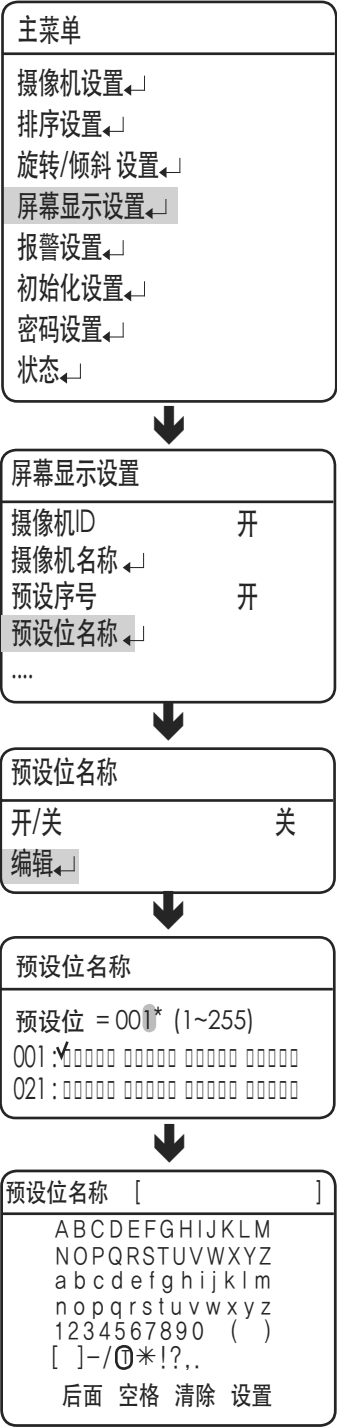 主菜单
摄像机设置↵
排序设置↵
旋转/倾斜 设置↵
屏幕显示设置↵
报警设置↵
初始化设置↵
密码设置↵
状态↵
屏幕显示设置
摄像机ID 开
摄像机名称 ↵
预设序号 开
预设位名称 ↵
....
预设位名称
开/关 关
编辑↵
预设位名称
预设位 = 001* (1~255)
001:✓▯▯▯▯▯ ▯▯▯▯▯ ▯▯▯▯▯ ▯▯▯▯▯
021:▯▯▯▯▯ ▯▯▯▯▯ ▯▯▯▯▯ ▯▯▯▯▯
预设位名称 [ ]
ABCDEFGHIJKLM
NOPQRSTUVWXYZ
abcdefghijklm
nopqrstuvwxyz
1234567890 ( )
[ ]–/Ⓣ✳!?,.
后面 空格 清除 设置